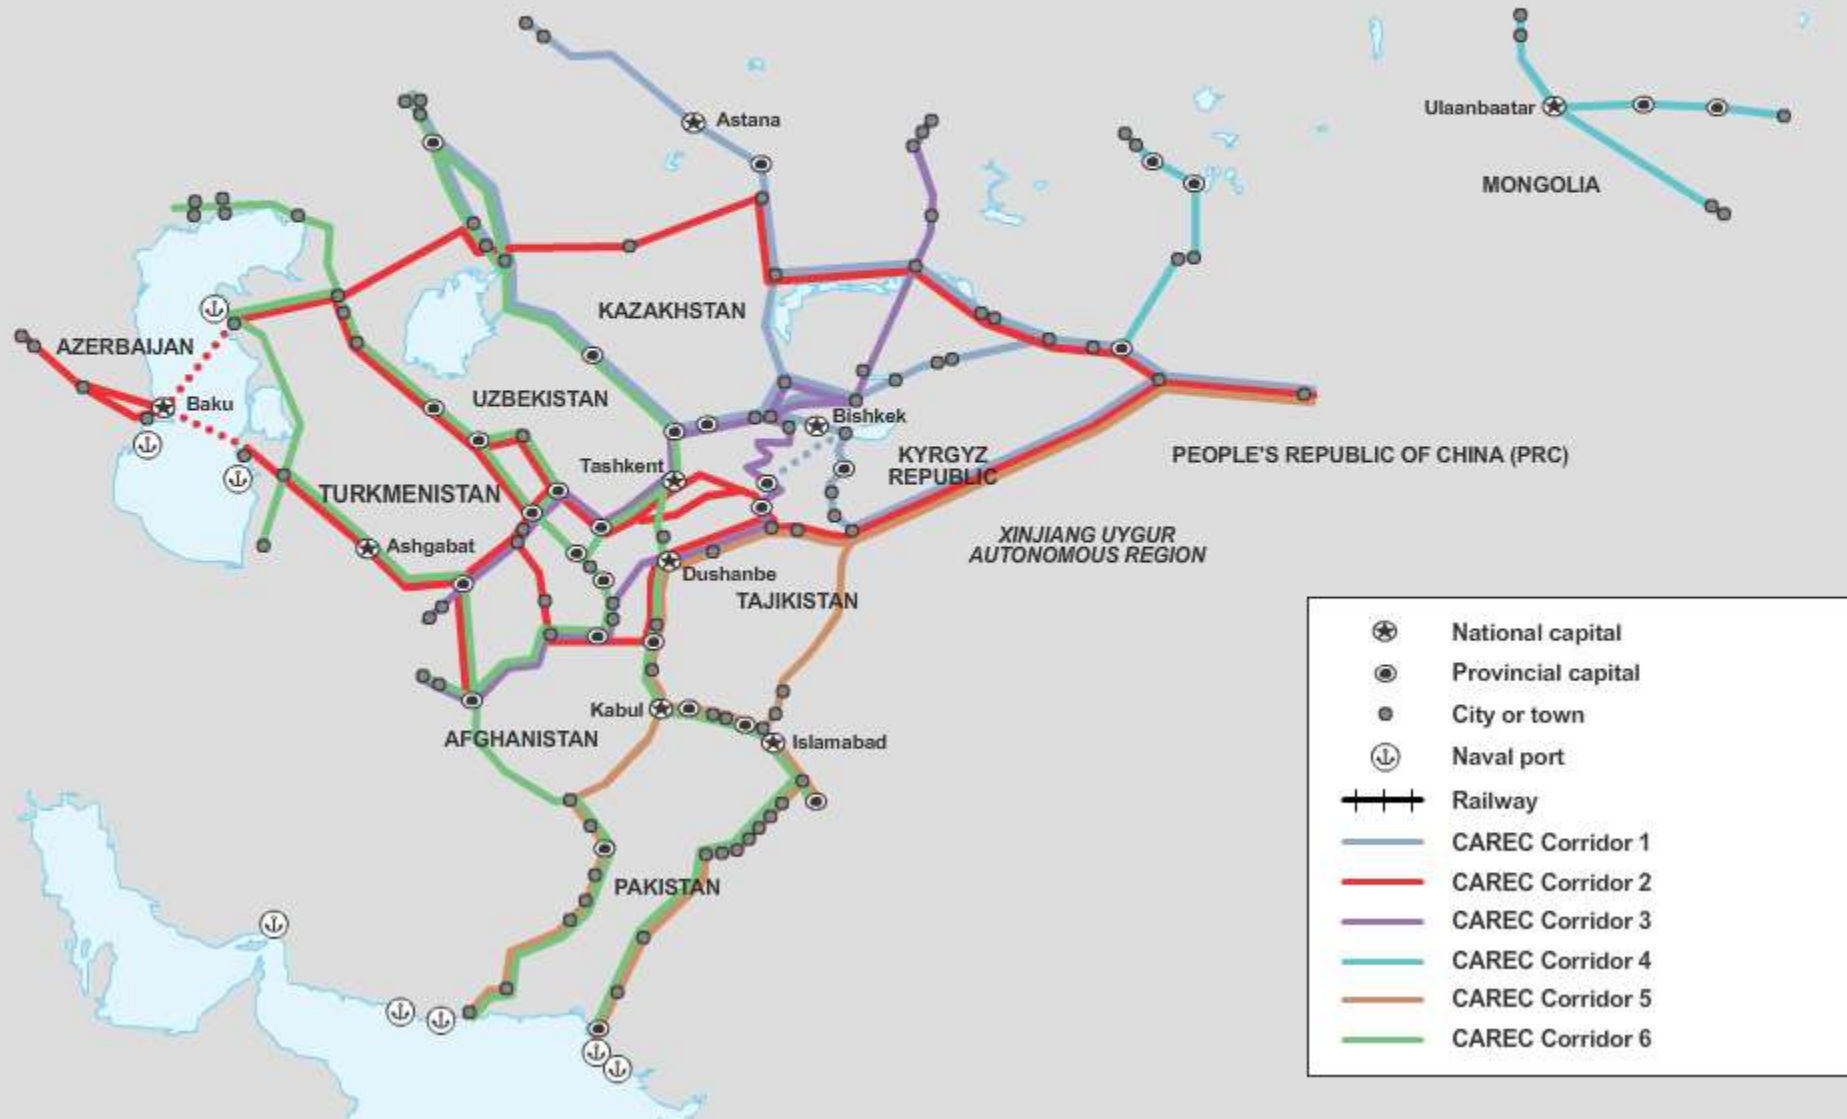 Astana
Ulaanbaatar
MONGOLIA
KAZAKHSTAN
AZERBAIJAN
Baku
UZBEKISTAN
Bishkek
KYRGYZ
REPUBLIC
PEOPLE'S REPUBLIC OF CHINA (PRC)
Tashkent
TURKMENISTAN
XINJIANG UYGUR
AUTONOMOUS REGION
Ashgabat
Dushanbe
TAJIKISTAN
Kabul
AFGHANISTAN
Islamabad
PAKISTAN
National capital
Provincial capital
City or town
Naval port
Railway
CAREC Corridor 1
CAREC Corridor 2
CAREC Corridor 3
CAREC Corridor 4
CAREC Corridor 5
CAREC Corridor 6